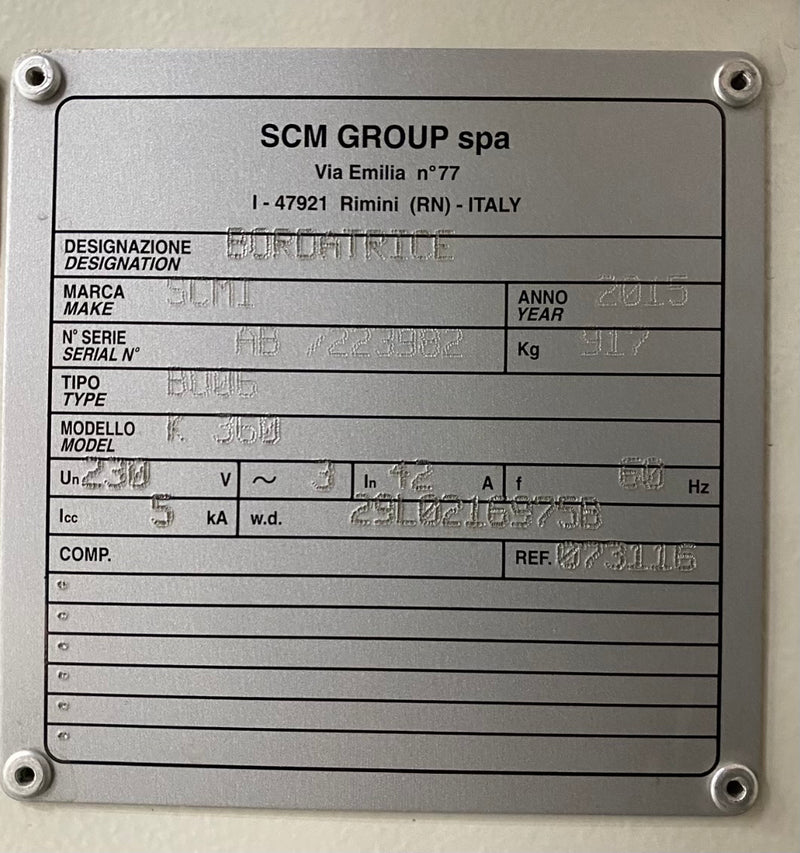 SCM GROUP spa
Via Emilia n°77
I - 47921 Rimini (RN) - ITALY
DESIGNAZIONE BORDATRICE
DESIGNATION
MARCA SCMI ANNO 2015
MAKE YEAR
N° SERIE AB /223982 Kg 917
SERIAL N°
TIPO
TYPE
MODELLO K 360
MODEL
Un 230 V ~ 3 In 42 A f 60 Hz
Icc 5 kA w.d. 29L0216975B
COMP. REF. 073116